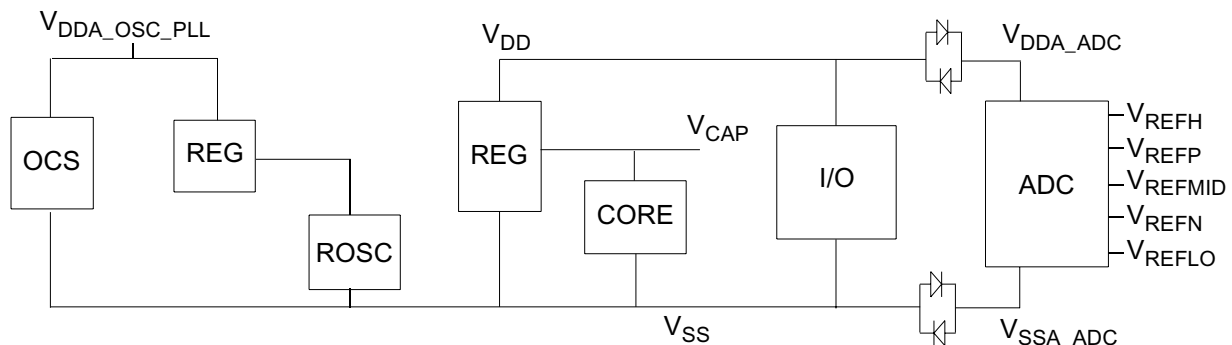 VDDA_OSC_PLL
VDD
VDDA_ADC
OCS
REG
ROSC
REG
VCAP
CORE
I/O
ADC
VREFH
VREFP
VREFMID
VREFN
VREFLO
VSS
VSSA_ADC